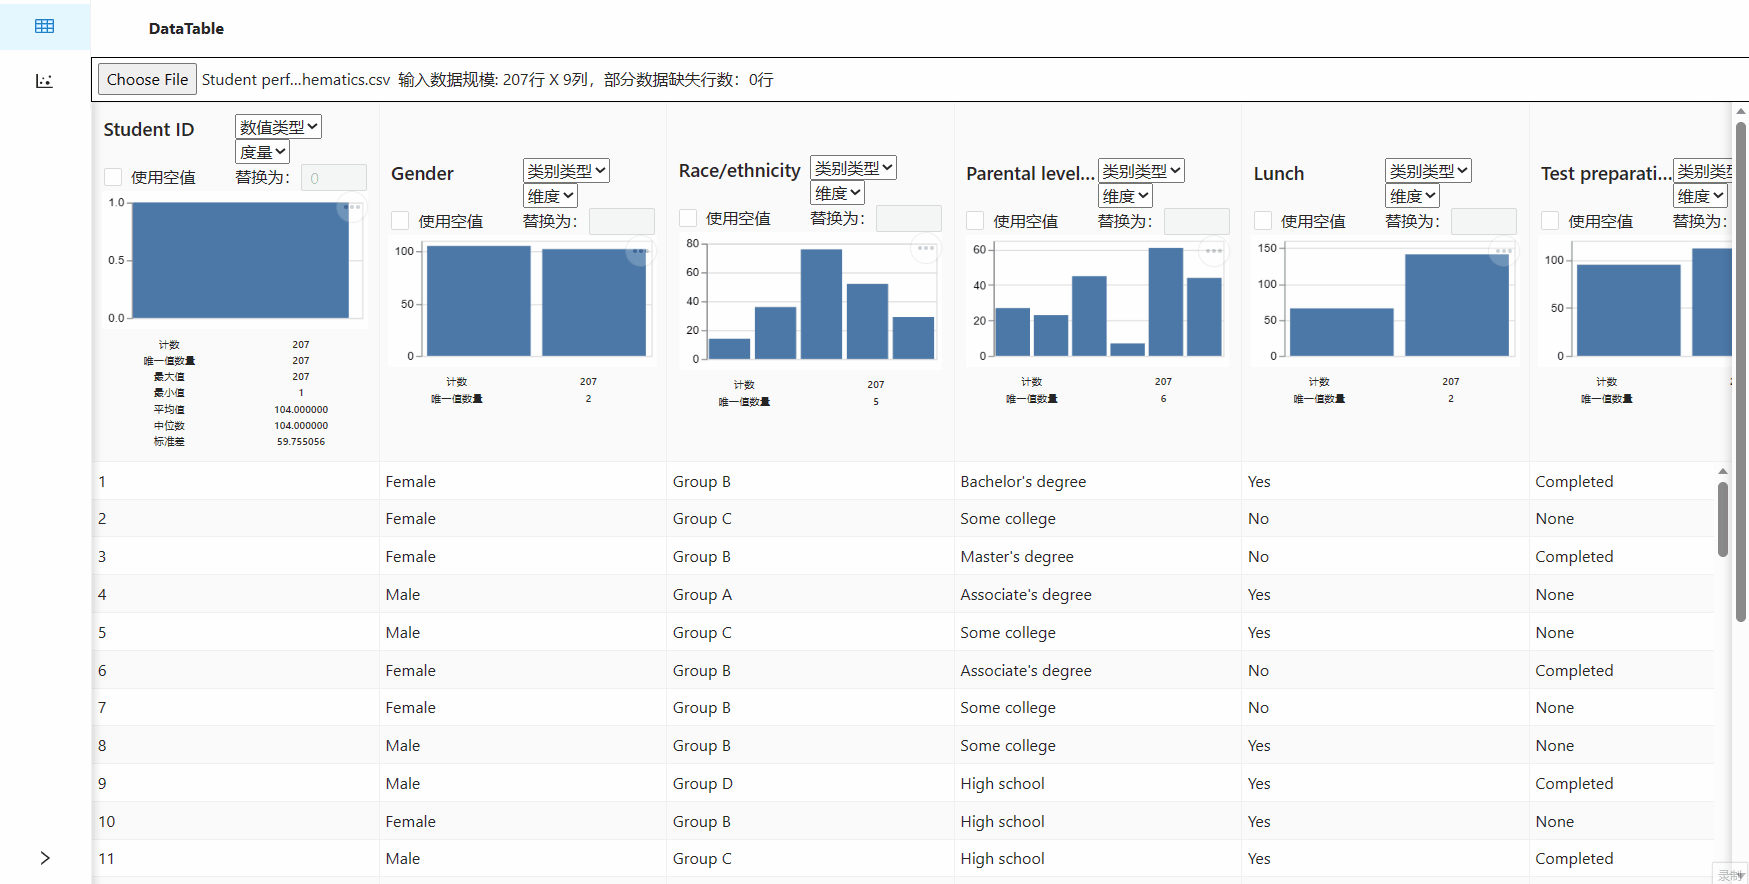 DataTable
Choose File Student perf...hematics.csv 输入数据规模: 207行 X 9列，部分数据缺失行数：0行
Student ID
数值类型
度量
使用空值 替换为： 0
1.0
0.5
0.0
计数 207
唯一值数量 207
最大值 207
最小值 1
平均值 104.000000
中位数 104.000000
标准差 59.755056
Gender
类别类型
维度
使用空值 替换为：
100
50
0
计数 207
唯一值数量 2
Race/ethnicity
类别类型
维度
使用空值 替换为：
80
60
40
20
0
计数 207
唯一值数量 5
Parental level...
类别类型
维度
使用空值 替换为：
60
40
20
0
计数 207
唯一值数量 6
Lunch
类别类型
维度
使用空值 替换为：
150
100
50
0
计数 207
唯一值数量 2
Test preparati...
类别类型
维度
使用空值 替换为：
100
50
0
计数
唯一值数量
1 Female Group B Bachelor's degree Yes Completed
2 Female Group C Some college No None
3 Female Group B Master's degree No Completed
4 Male Group A Associate's degree Yes None
5 Male Group C Some college Yes None
6 Female Group B Associate's degree No Completed
7 Female Group B Some college No None
8 Male Group B Some college Yes None
9 Male Group D High school Yes Completed
10 Female Group B High school Yes None
11 Male Group C High school Yes Completed